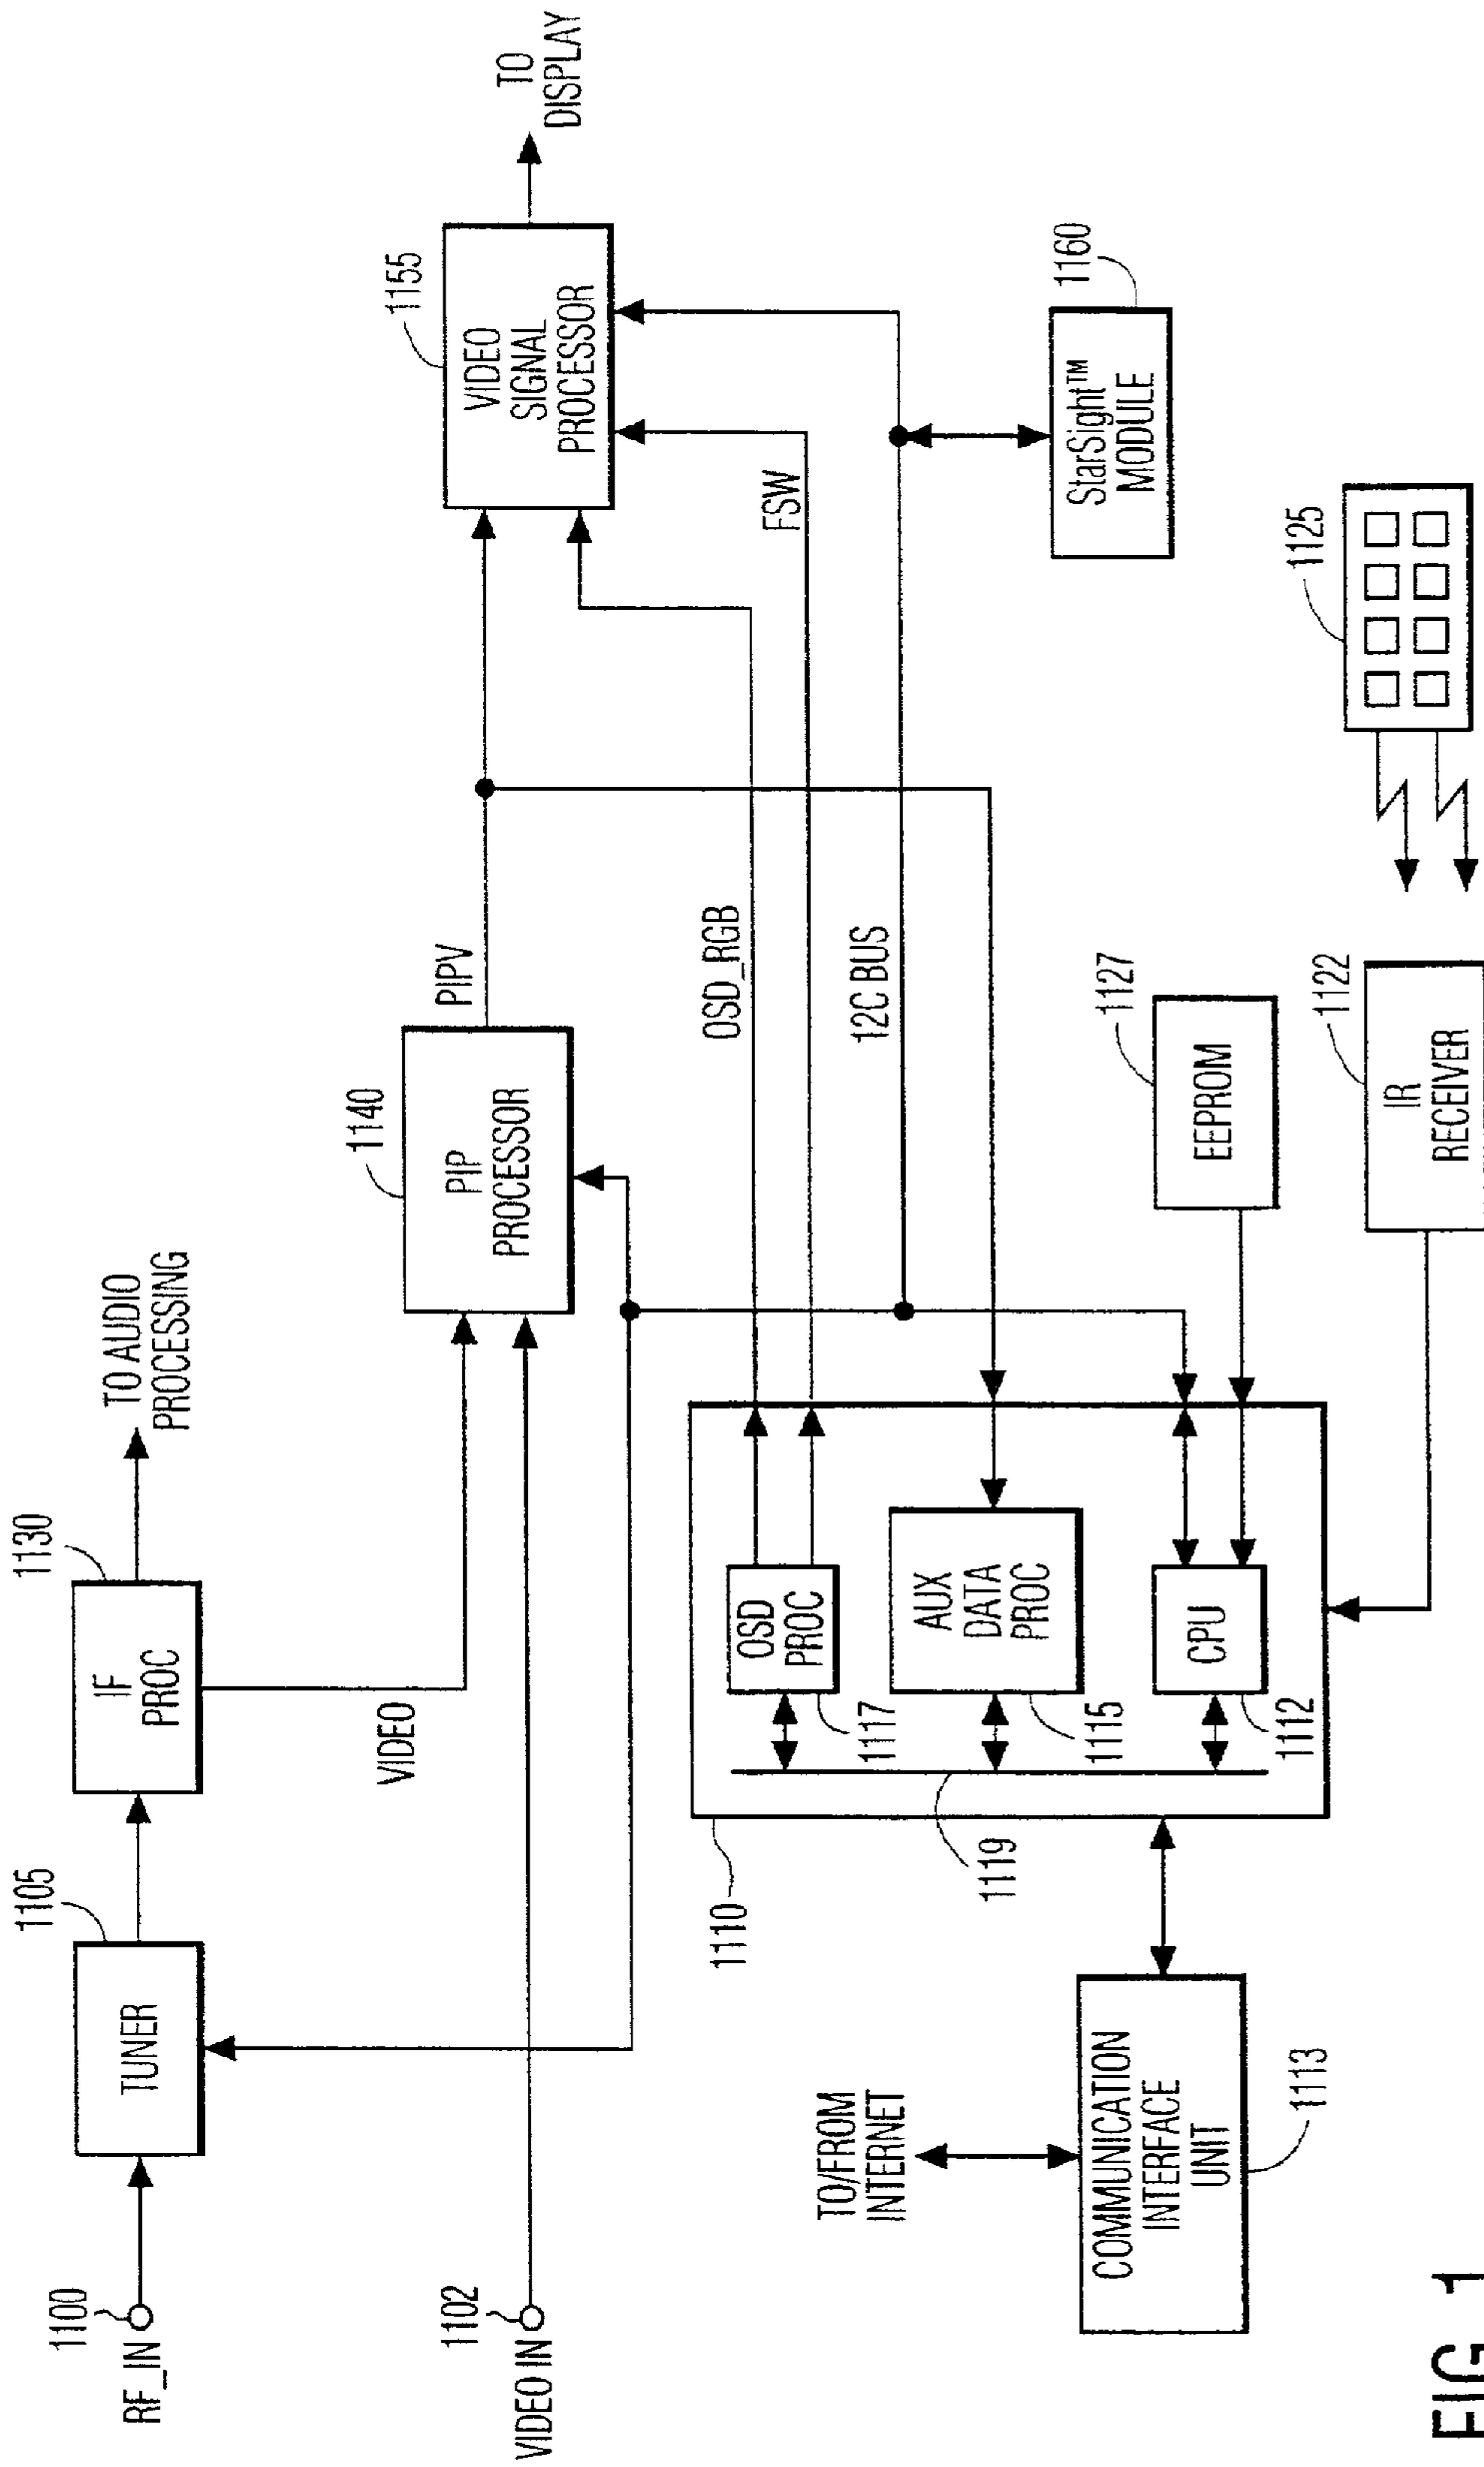 RF_IN
1100
TUNER
1105
IF
PROC
1130
TO AUDIO
PROCESSING
VIDEO
VIDEO IN
1102
PIP
PROCESSOR
1140
PIPV
VIDEO
SIGNAL
PROCESSOR
1155
TO
DISPLAY
OSD_RGB
FSW
12C BUS
StarSight™
MODULE
1160
TO/FROM
INTERNET
COMMUNICATION
INTERFACE
UNIT
1113
1110
1119
OSD
PROC
1117
AUX
DATA
PROC
1115
CPU
1112
EEPROM
1127
IR
RECEIVER
1122
1125
FIG. 1